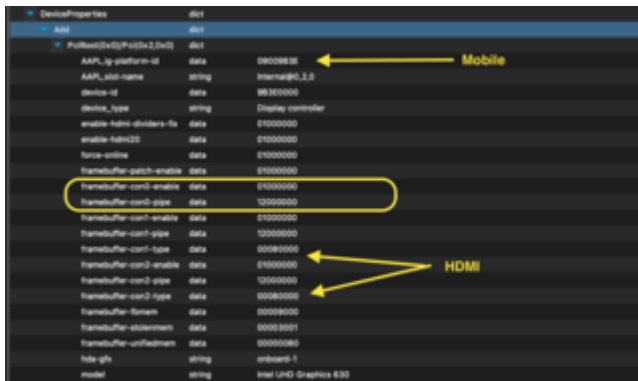 DeviceProperties dict
Add dict
PciRoot(0x0)/Pci(0x2,0x0) dict
AAPL,ig-platform-id data 0900983E Mobile
AAPL,slot-name string Internal@0,2,0
device-id data 983E0000
device_type string Display controller
enable-hdmi-dividers-fix data 01000000
enable-hdmi20 data 01000000
force-online data 01000000
framebuffer-patch-enable data 01000000
framebuffer-con0-enable data 01000000
framebuffer-con0-pipe data 12000000
framebuffer-con1-enable data 01000000
framebuffer-con1-pipe data 12000000
framebuffer-con1-type data 00080000
framebuffer-con2-enable data 01000000
HDMI
framebuffer-con2-pipe data 12000000
framebuffer-con2-type data 00080000
framebuffer-fbmem data 00009000
framebuffer-stolenmem data 00003001
framebuffer-unifiedmem data 00000080
hda-gfx string onboard-1
model string Intel UHD Graphics 630